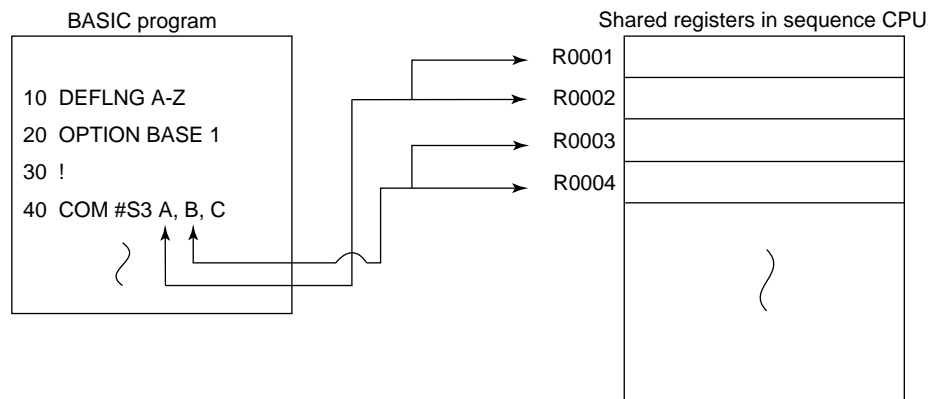 BASIC program
10 DEFLNG A-Z
20 OPTION BASE 1
30 !
40 COM #S3 A, B, C
Shared registers in sequence CPU
R0001
R0002
R0003
R0004